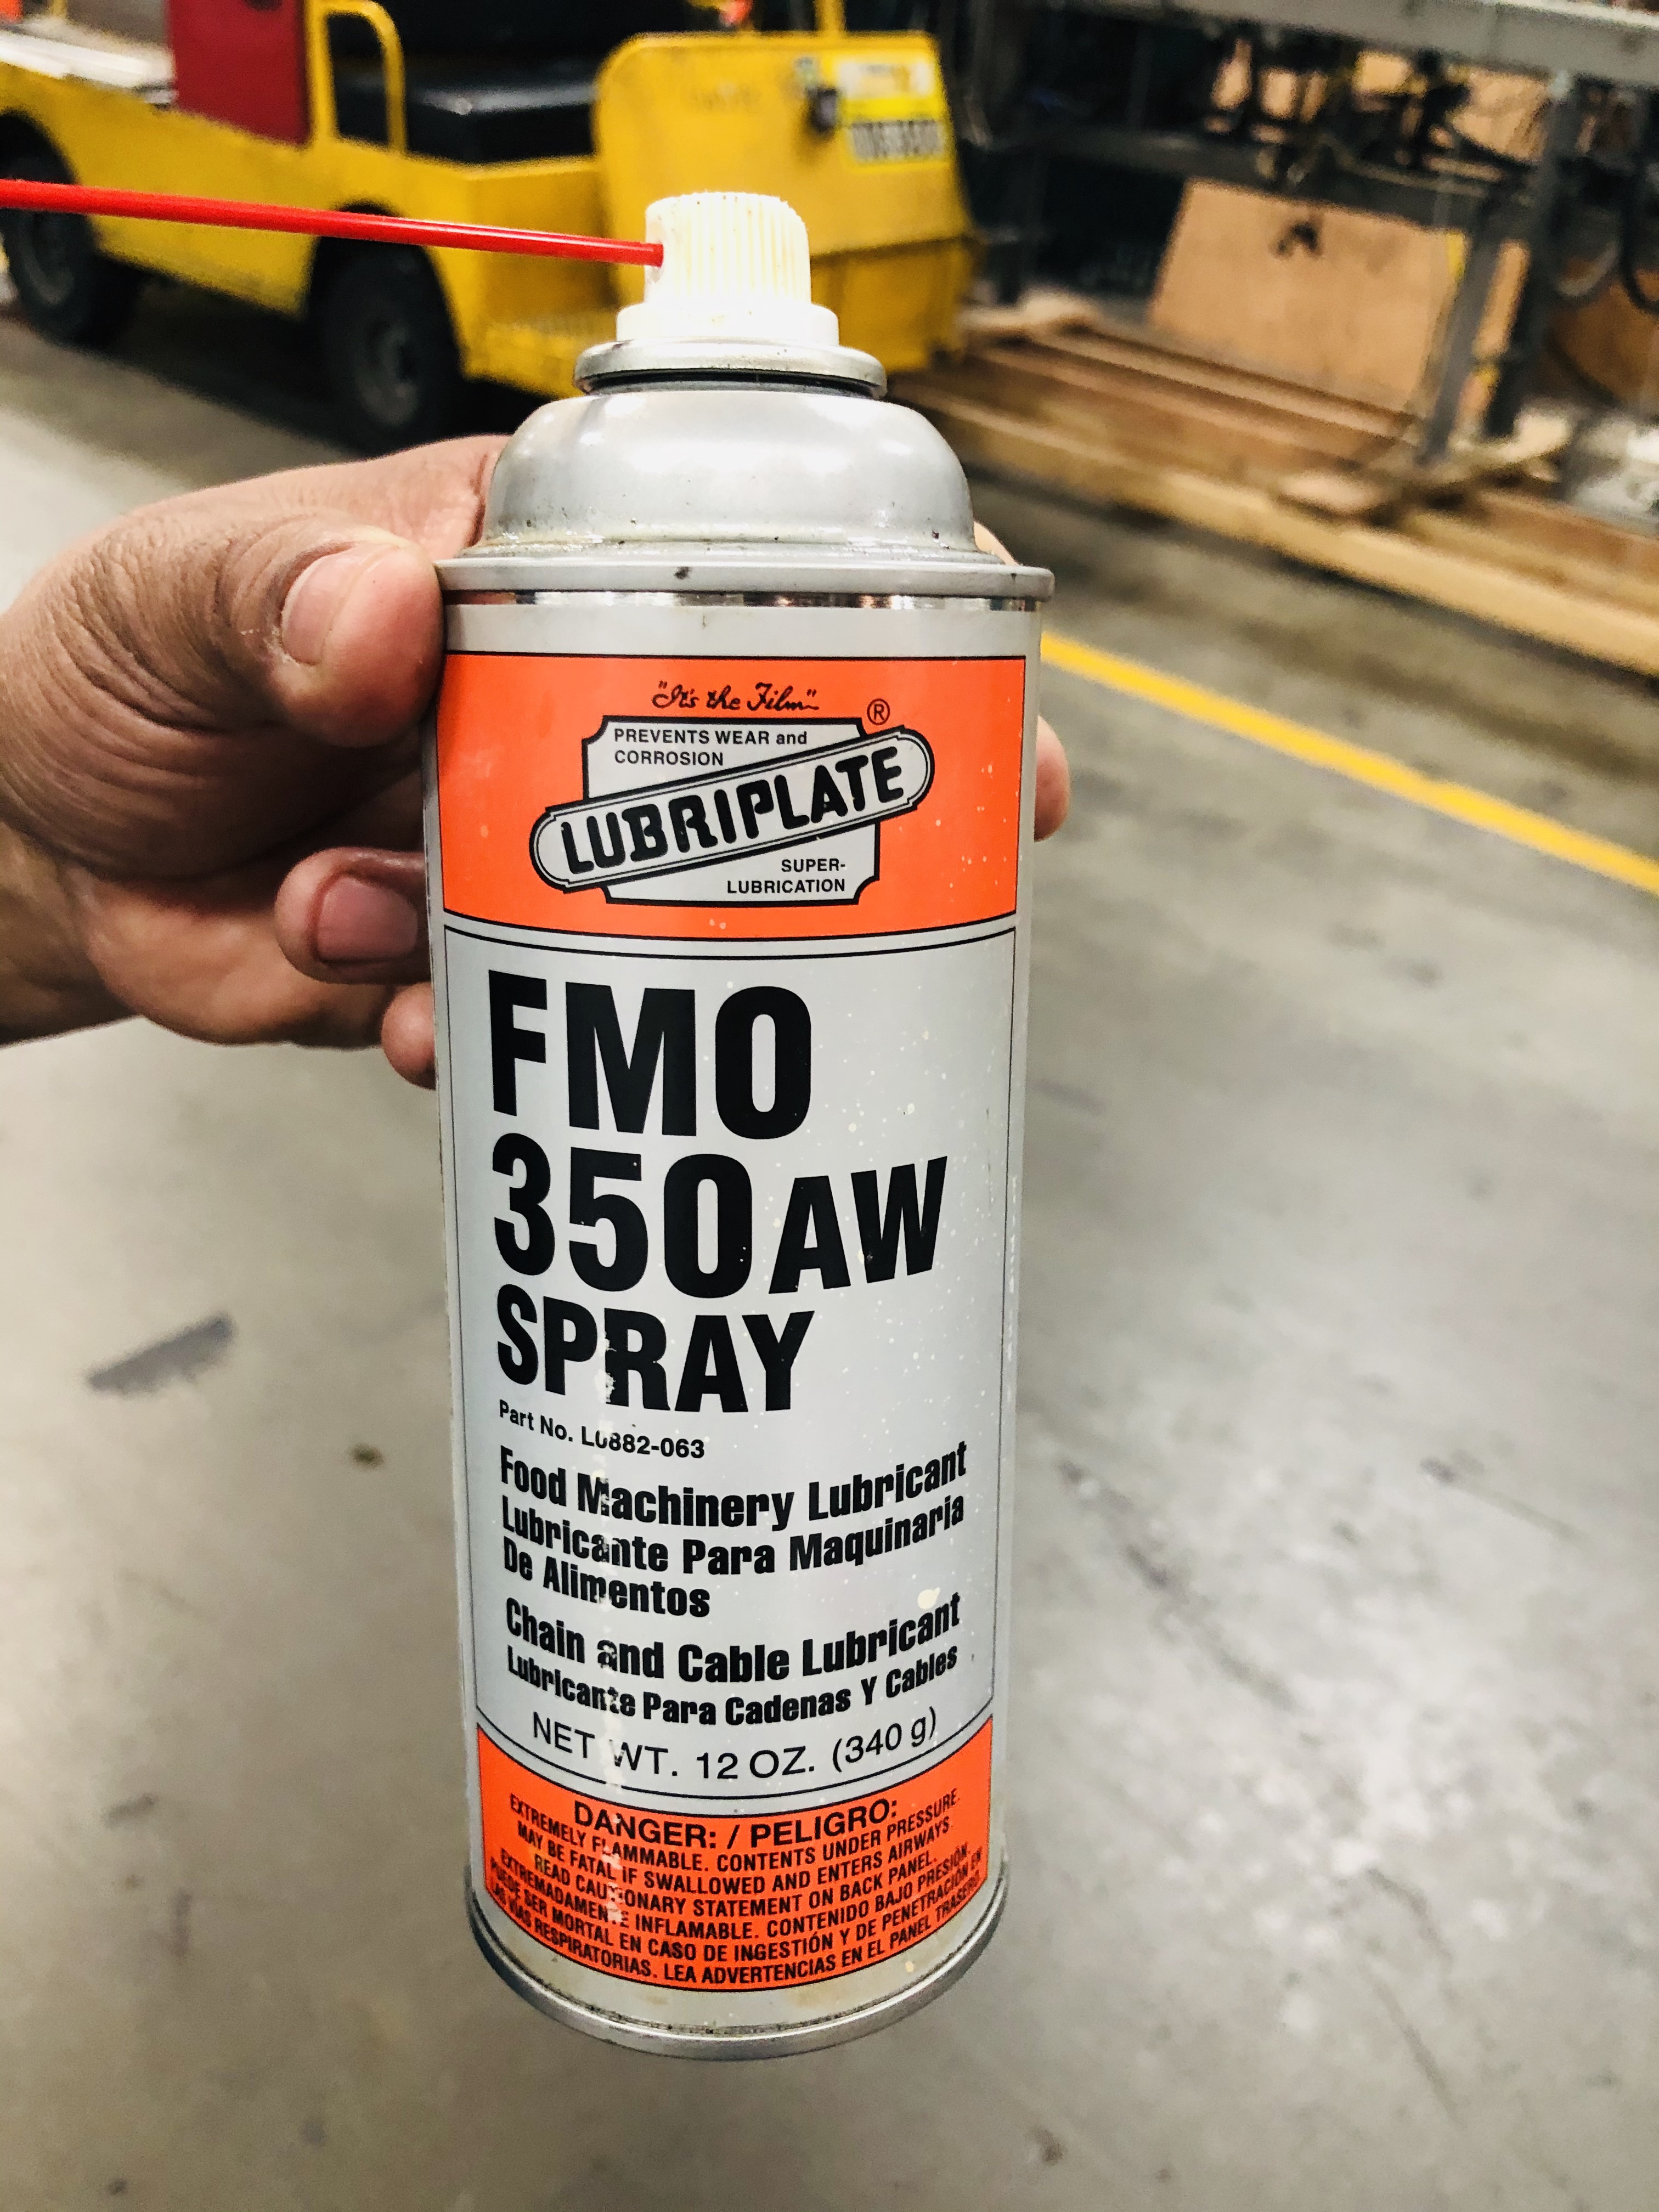 "It's the Film"
®
PREVENTS WEAR and
CORROSION
LUBRIPLATE
SUPER-
LUBRICATION
FMO
350AW
SPRAY
Part No. L0882-063
Food Machinery Lubricant
Lubricante Para Maquinaria
De Alimentos
Chain and Cable Lubricant
Lubricante Para Cadenas Y Cables
NET WT. 12 OZ. (340 g)
DANGER: / PELIGRO:
EXTREMELY FLAMMABLE. CONTENTS UNDER PRESSURE.
MAY BE FATAL IF SWALLOWED AND ENTERS AIRWAYS.
READ CAUTIONARY STATEMENT ON BACK PANEL.
EXTREMADAMENTE INFLAMABLE. CONTENIDO BAJO PRESIÓN.
PUEDE SER MORTAL EN CASO DE INGESTIÓN Y DE PENETRACIÓN EN
LAS VÍAS RESPIRATORIAS. LEA ADVERTENCIAS EN EL PANEL TRASERO.